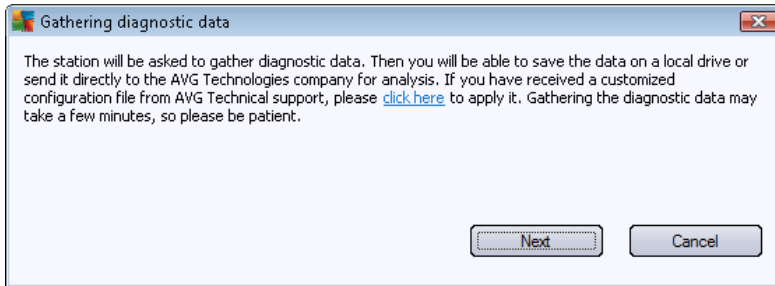 Gathering diagnostic data
The station will be asked to gather diagnostic data. Then you will be able to save the data on a local drive or
send it directly to the AVG Technologies company for analysis. If you have received a customized
configuration file from AVG Technical support, please click here to apply it. Gathering the diagnostic data may
take a few minutes, so please be patient.
Next Cancel